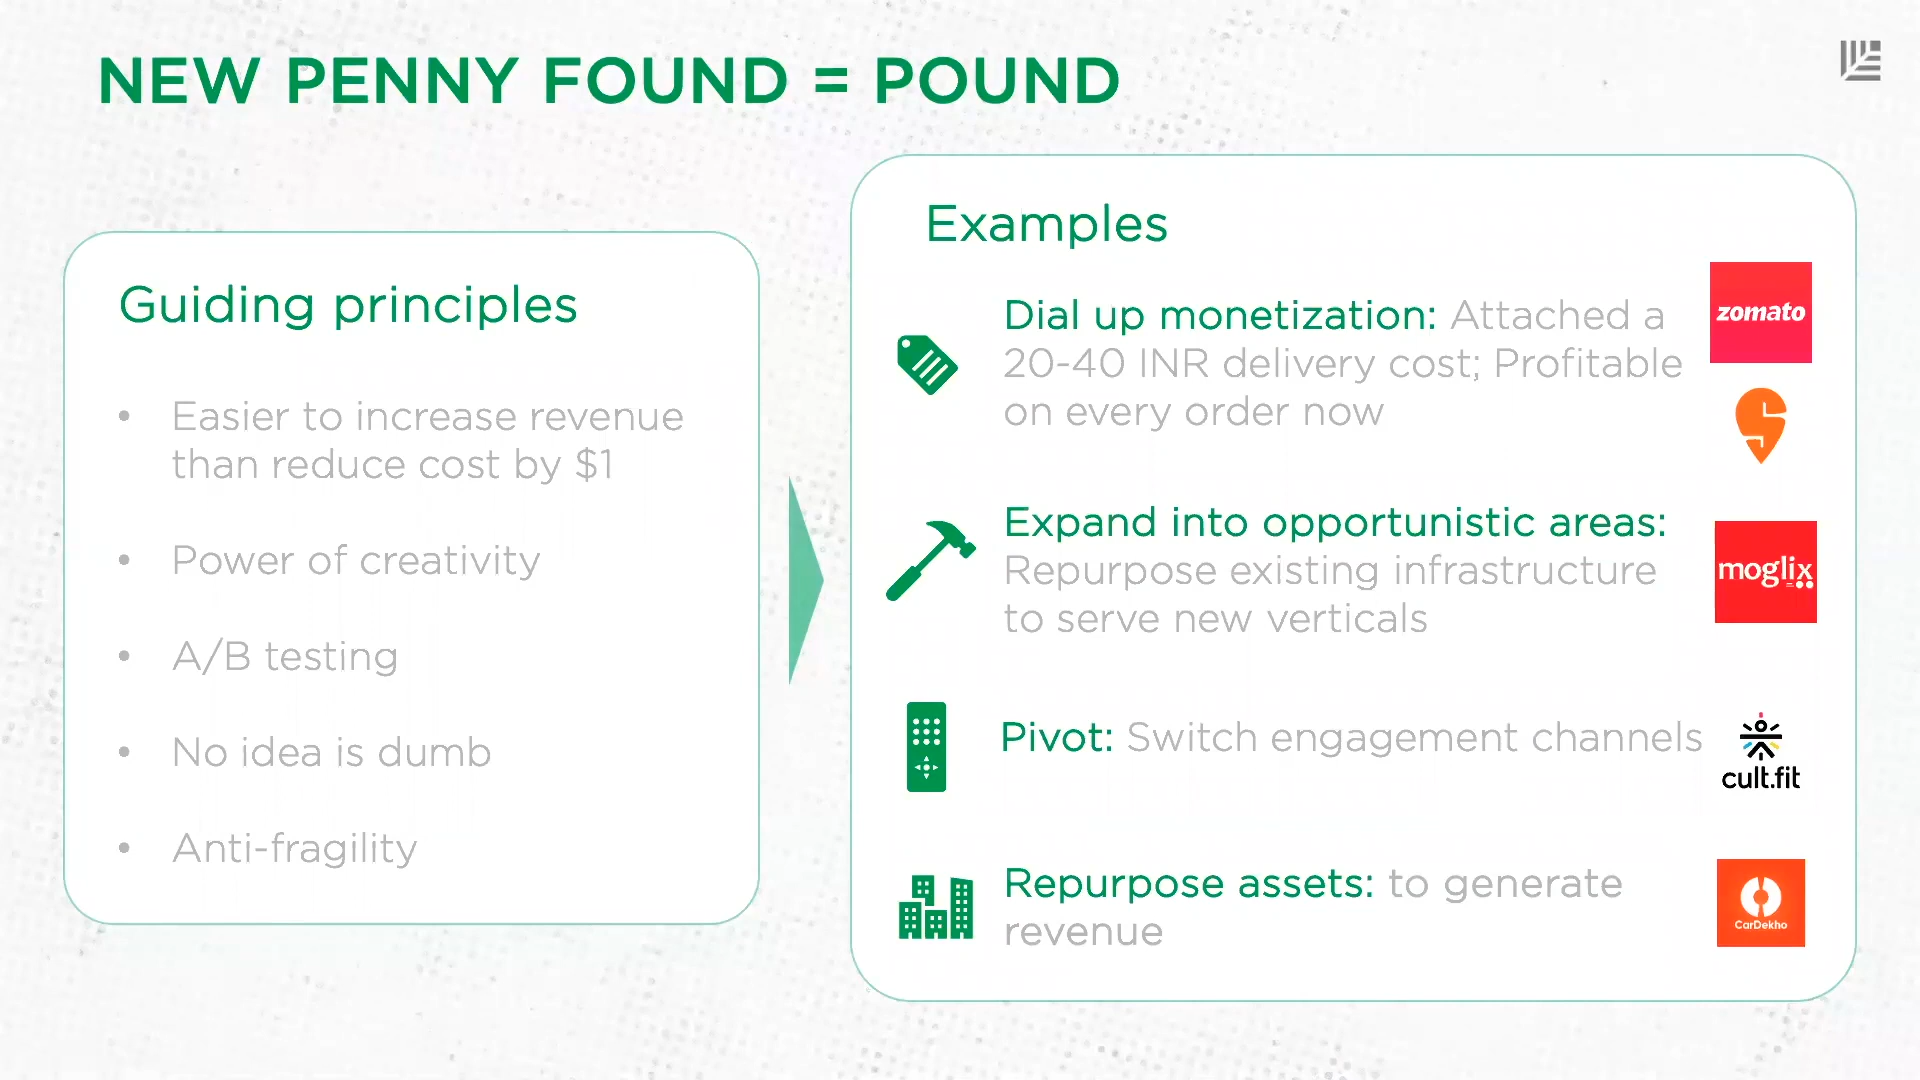 NEW PENNY FOUND = POUND
Guiding principles
• Easier to increase revenue
than reduce cost by $1
• Power of creativity
• A/B testing
• No idea is dumb
• Anti-fragility
Examples
Dial up monetization: Attached a
20-40 INR delivery cost; Profitable
on every order now
zomato
Expand into opportunistic areas:
Repurpose existing infrastructure
to serve new verticals
moglix
Pivot: Switch engagement channels
cult.fit
Repurpose assets: to generate
revenue
CarDekho